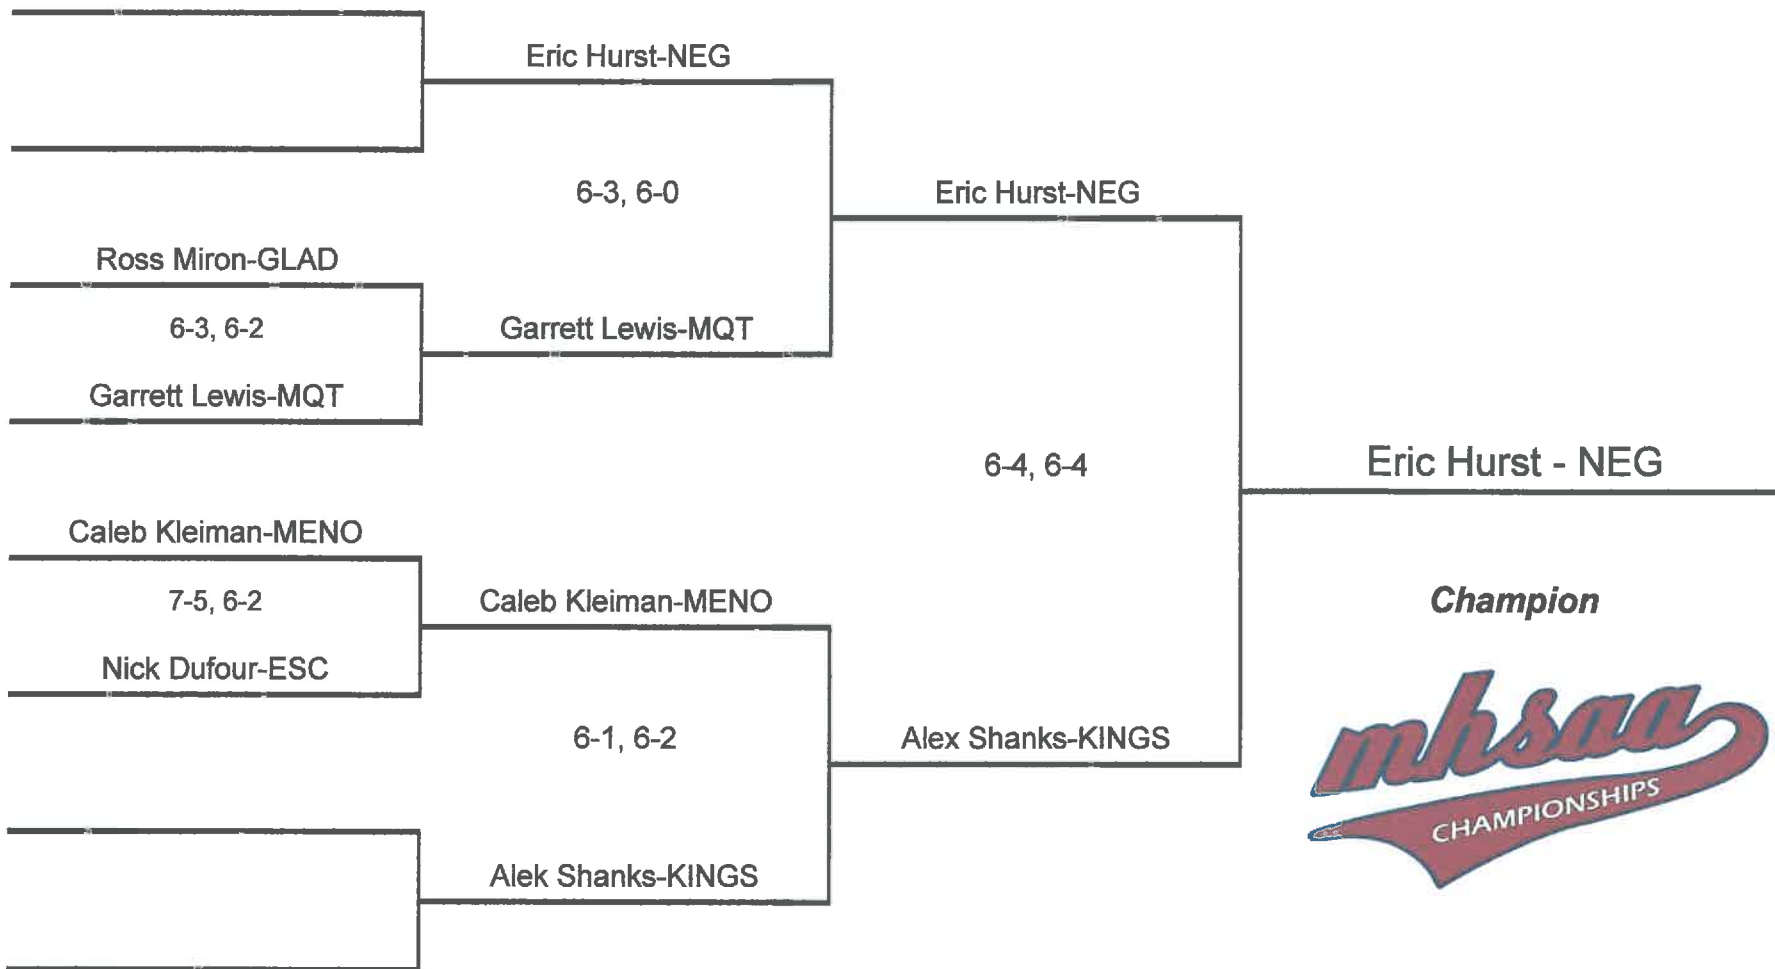 Eric Hurst-NEG
6-3, 6-0
Eric Hurst-NEG
Ross Miron-GLAD
6-3, 6-2
Garrett Lewis-MQT
Garrett Lewis-MQT
6-4, 6-4
Eric Hurst - NEG
Caleb Kleiman-MENO
7-5, 6-2
Caleb Kleiman-MENO
Champion
Nick Dufour-ESC
6-1, 6-2
Alex Shanks-KINGS
mhsaa
CHAMPIONSHIPS
Alek Shanks-KINGS